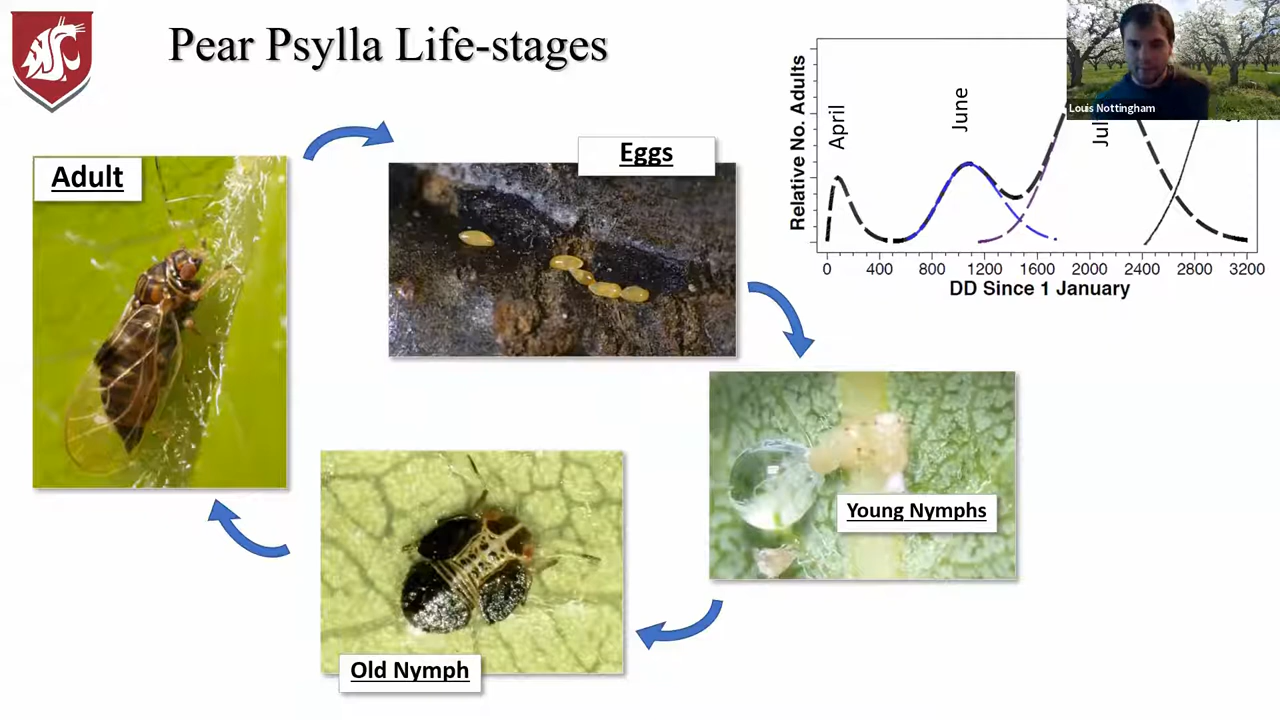 Pear Psylla Life-stages
Adult
Eggs
Young Nymphs
Old Nymph
Relative No. Adults
April
June
0 400 800 1200 1600 2000 2400 2800 3200
DD Since 1 January
Louis Nottingham